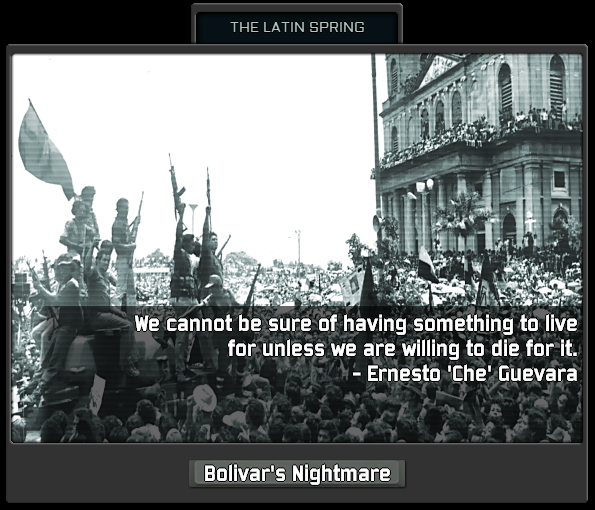 THE LATIN SPRING
We cannot be sure of having something to live
for unless we are willing to die for it.
- Ernesto 'Che' Guevara
Bolivar's Nightmare